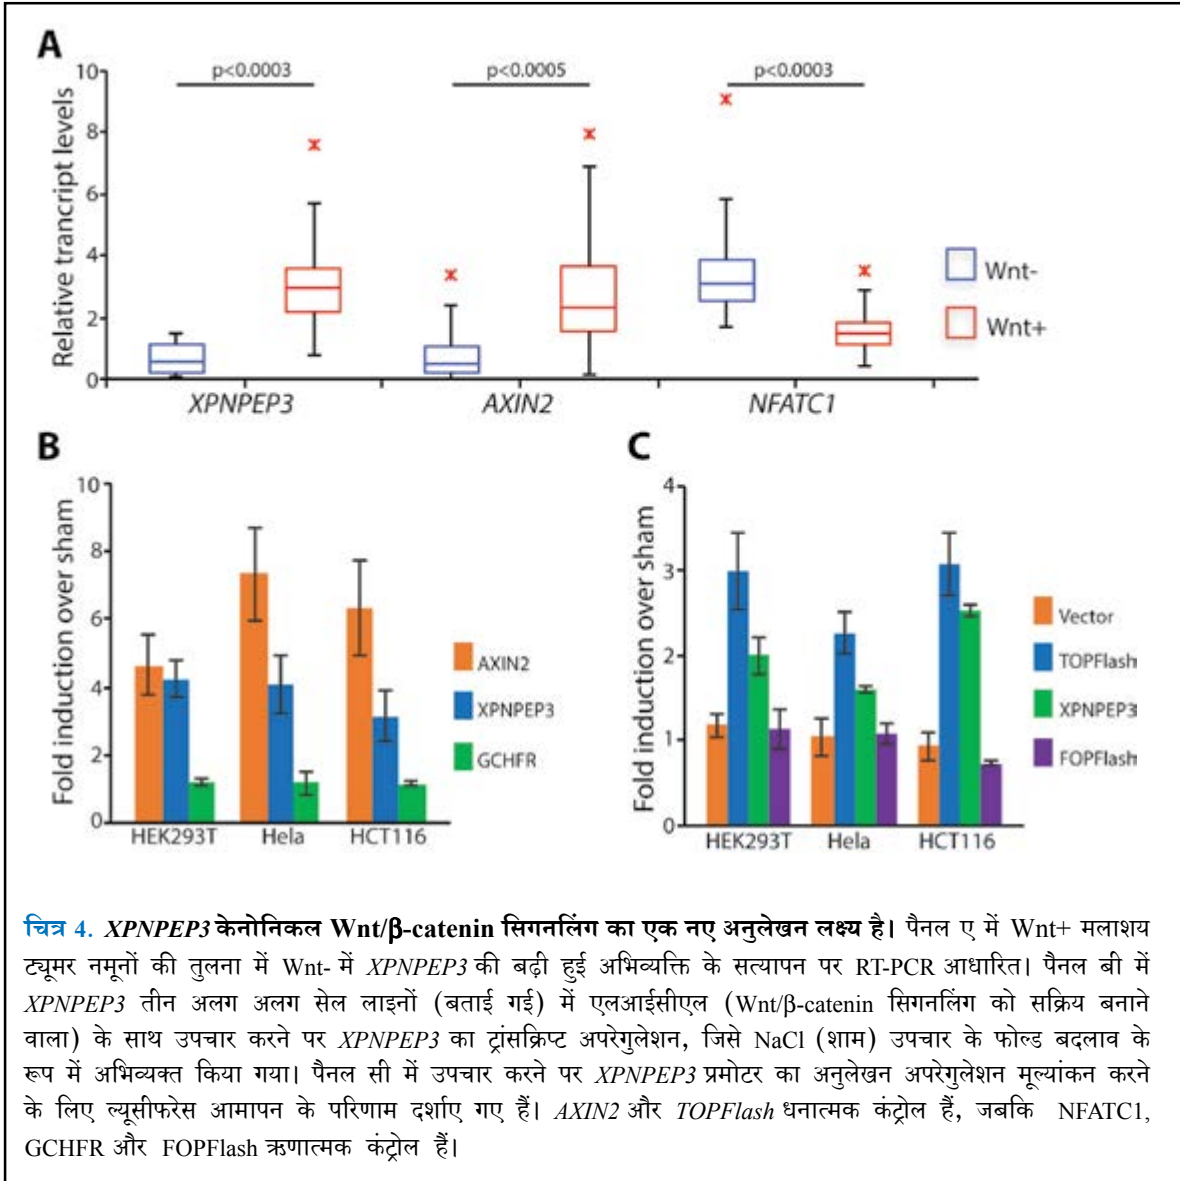 A
p<0.0003 p<0.0005 p<0.0003
Relative trancript levels
10
8
6
4
2
0
Wnt-
Wnt+
XPNPEP3 AXIN2 NFATC1
B
Fold induction over sham
10
8
6
4
2
0
AXIN2
XPNPEP3
GCHFR
HEK293T Hela HCT116
C
Fold induction over sham
4
3
2
1
0
Vector
TOPFlash
XPNPEP3
FOPFlash
HEK293T Hela HCT116
चित्र 4. XPNPEP3 केनोनिकल Wnt/β-catenin सिगनलिंग का एक नए अनुलेखन लक्ष्य है। पैनल ए में Wnt+ मलाशय
ट्यूमर नमूनों की तुलना में Wnt- में XPNPEP3 की बढ़ी हुई अभिव्यक्ति के सत्यापन पर RT-PCR आधारित। पैनल बी में
XPNPEP3 तीन अलग अलग सेल लाइनों (बताई गई) में एलआईसीएल (Wnt/β-catenin सिगनलिंग को सक्रिय बनाने
वाला) के साथ उपचार करने पर XPNPEP3 का ट्रांसक्रिप्ट अपरेगुलेशन, जिसे NaCl (शाम) उपचार के फोल्ड बदलाव के
रूप में अभिव्यक्त किया गया। पैनल सी में उपचार करने पर XPNPEP3 प्रमोटर का अनुलेखन अपरेगुलेशन मूल्यांकन करने
के लिए ल्यूसीफरेस आमापन के परिणाम दर्शाए गए हैं। AXIN2 और TOPFlash धनात्मक कंट्रोल हैं, जबकि NFATC1,
GCHFR और FOPFlash ऋणात्मक कंट्रोल हैं।